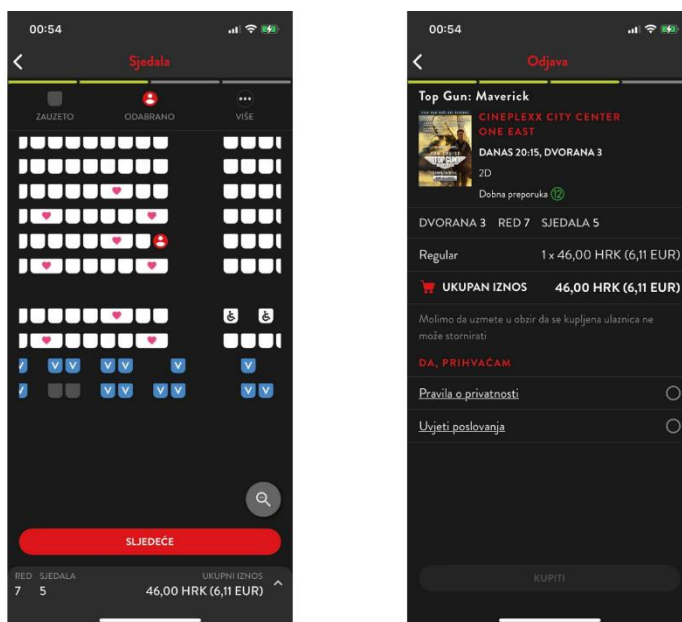 00:54
Sjedala
ZAUZETO
ODABRANO
VIŠE
V V V V V V V
V V V V V V V V
SLJEDEĆE
RED SJEDALA
UKUPNI IZNOS
7 5
46,00 HRK (6,11 EUR)
00:54
Odjava
Top Gun: Maverick
CINEPLEXX CITY CENTER
ONE EAST
DANAS 20:15, DVORANA 3
2D
Dobna preporuka 12
TOP GUN
DVORANA 3 RED 7 SJEDALA 5
Regular 1 x 46,00 HRK (6,11 EUR)
UKUPAN IZNOS 46,00 HRK (6,11 EUR)
Molimo da uzmete u obzir da se kupljena ulaznica ne
može stornirati
DA, PRIHVAĆAM
Pravila o privatnosti
Uvjeti poslovanja
KUPITI